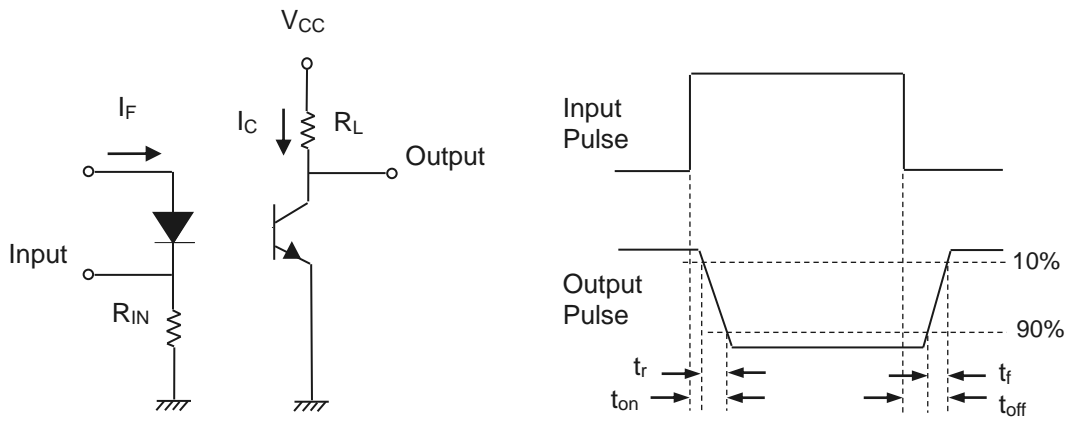 V_CC
I_F
I_C
R_L
Output
Input
R_IN
Input
Pulse
Output
Pulse
10%
90%
t_r
t_f
t_on
t_off